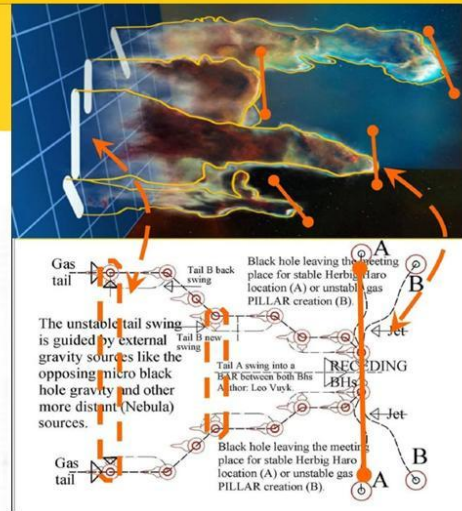 A
Black hole leaving the meeting
place for stable Herbig Haro
location (A) or unstable gas
PILLAR creation (B).
B
Gas
tail
Tail B back
swing
The unstable tail swing
is guided by external
gravity sources like the
opposing micro black
hole gravity and other
more distant (Nebula)
sources.
Tail B new
swing
Jet
Tail A swing into a
BAR between both Bhs
Author: Leo Vuyk.
RECEDING
BHs
Jet
Gas
tail
Black hole leaving the meeting
place for stable Herbig Haro
location (A) or unstable gas
PILLAR creation (B).
B
A